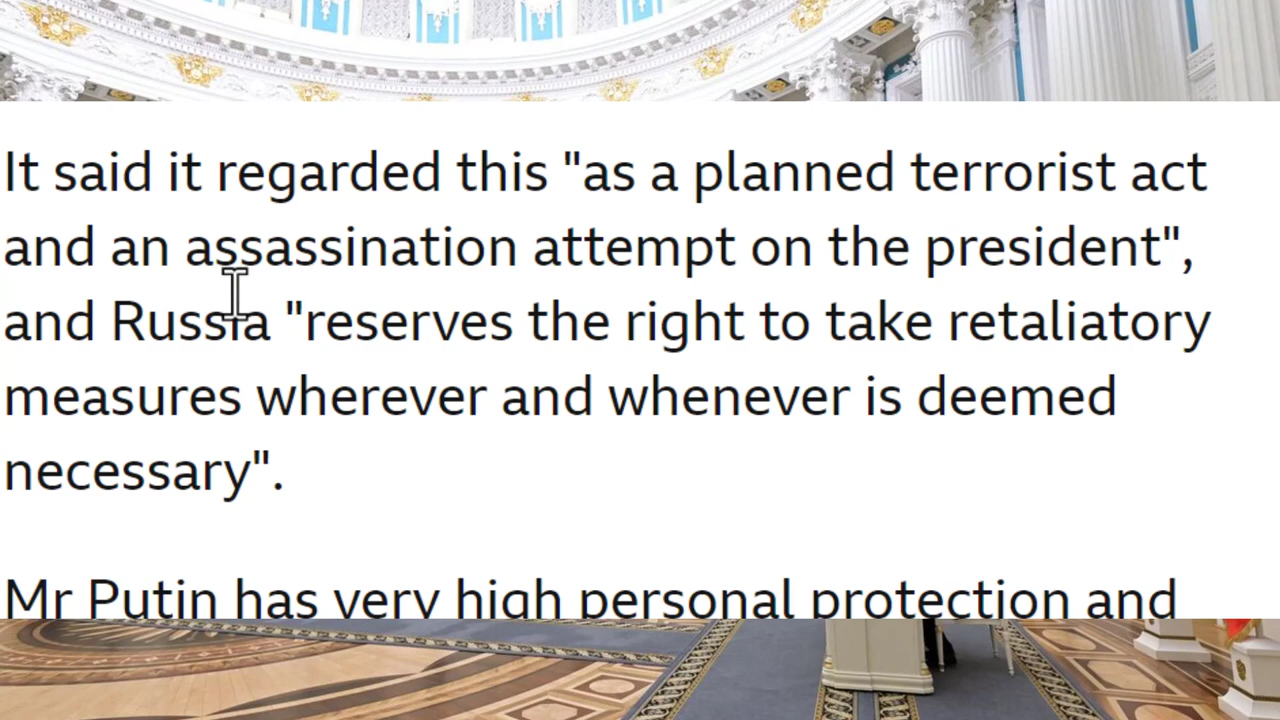 It said it regarded this "as a planned terrorist act
and an assassination attempt on the president",
and Russia "reserves the right to take retaliatory
measures wherever and whenever is deemed
necessary".
Mr Putin has very high personal protection and